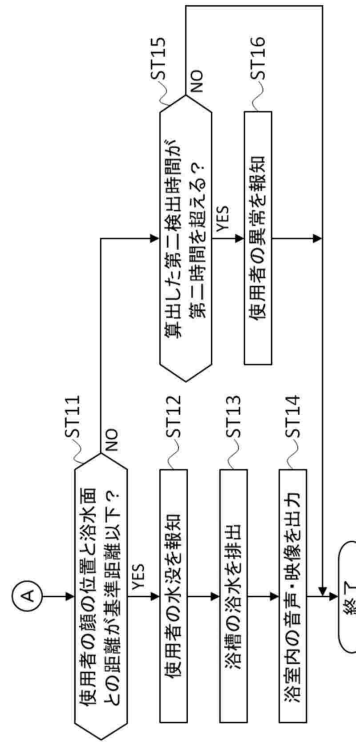 A
使用者の顔の位置と浴水面
との距離が基準距離以下？
ST11
YES
NO
使用者の水没を報知
ST12
浴槽の浴水を排出
ST13
浴室内の音声・映像を出力
ST14
算出した第二検出時間が
第二時間を超える？
ST15
YES
NO
使用者の異常を報知
ST16
終了